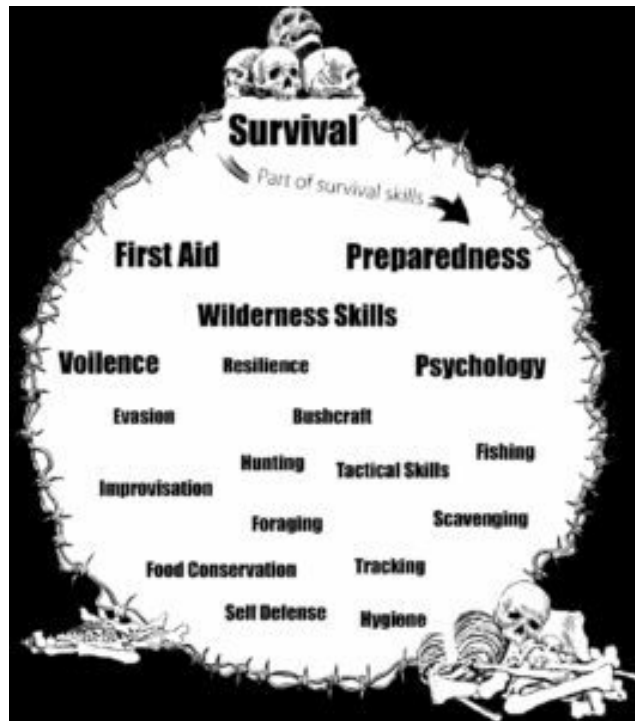 Survival
Part of survival skills
First Aid Preparedness
Wilderness Skills
Voilence Resilience Psychology
Evasion Bushcraft
Hunting Tactical Skills Fishing
Improvisation
Foraging Scavenging
Food Conservation Tracking
Self Defense Hygiene